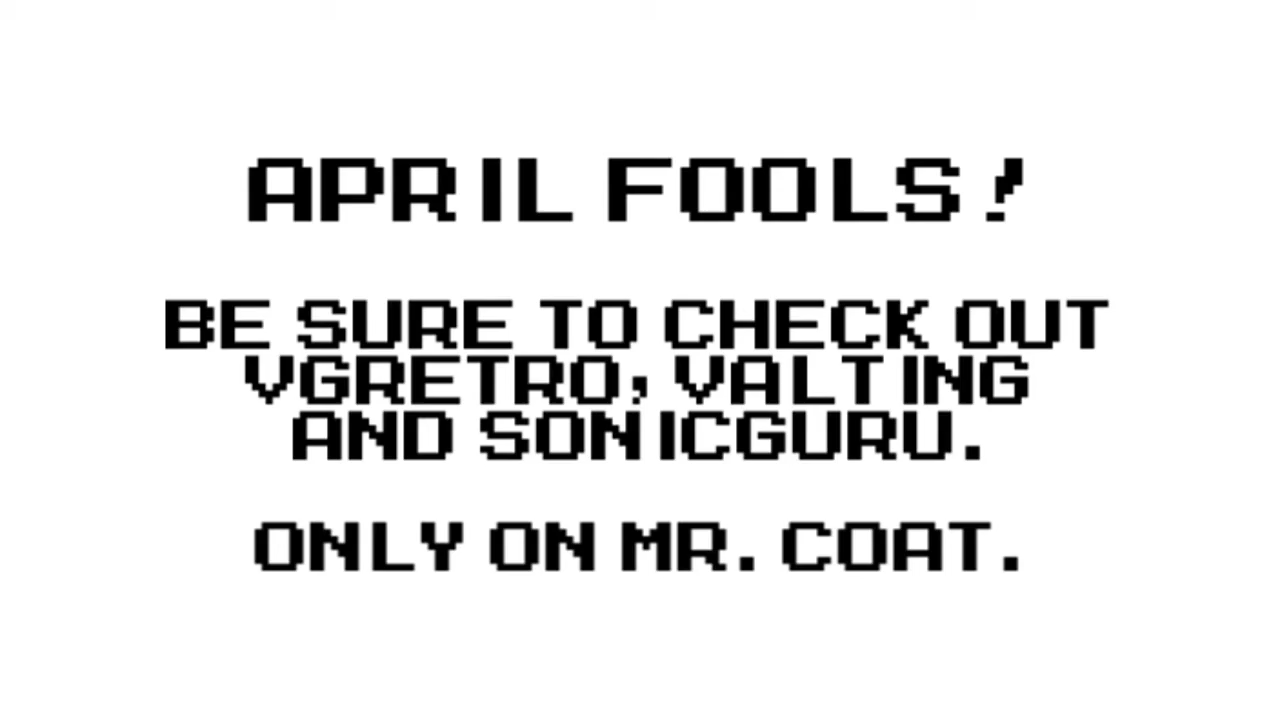 APRIL FOOLS!
BE SURE TO CHECK OUT
VGRETRO, VALTING
AND SONICGURU.
ONLY ON MR. COAT.